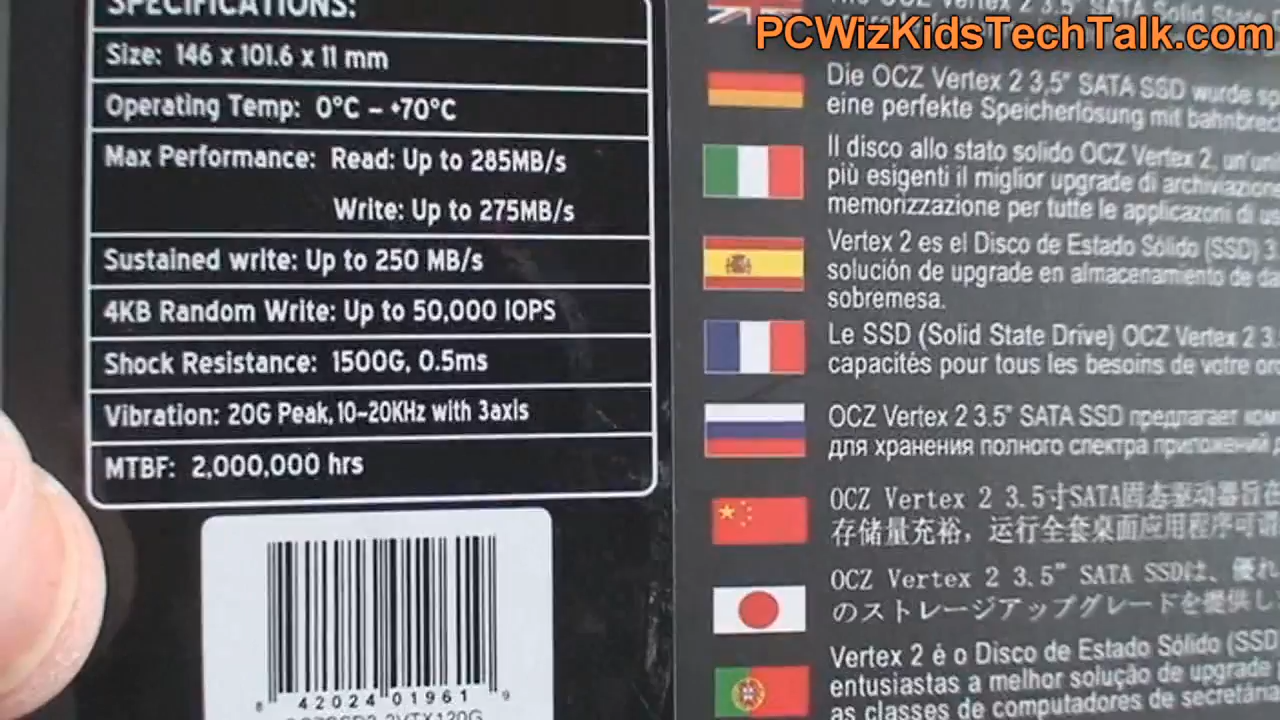 SPECIFICATIONS:
Size: 146 x 101.6 x 11 mm
Operating Temp: 0°C – +70°C
Max Performance: Read: Up to 285MB/s
Write: Up to 275MB/s
Sustained write: Up to 250 MB/s
4KB Random Write: Up to 50,000 IOPS
Shock Resistance: 1500G, 0.5ms
Vibration: 20G Peak, 10~20KHz with 3axis
MTBF: 2,000,000 hrs
8 42024 01961 9
PCWizKidsTechTalk.com
The OCZ Vertex 2 3.5" SATA Solid State
Die OCZ Vertex 2 3,5" SATA SSD wurde
eine perfekte Speicherlösung mit
Il disco allo stato solido OCZ Vertex 2,
più esigenti il miglior upgrade di archiviazione
memorizzazione per tutte le applicazoni di
Vertex 2 es el Disco de Estado Sólido (SSD)
solución de upgrade en almacenamiento de
sobremesa.
Le SSD (Solid State Drive) OCZ Vertex 2
capacités pour tous les besoins de votre
OCZ Vertex 2 3.5" SATA SSD предлагает
для хранения полного спектра приложений
OCZ Vertex 2 3.5寸SATA固态驱动器旨在
存储量充裕，运行全套桌面应用程序可
OCZ Vertex 2 3.5" SATA SSDは、優れ
のストレージアップグレードを提供し
Vertex 2 é o Disco de Estado Sólido (SSD)
entusiastas a melhor solução de upgrade
as classes de computadores de